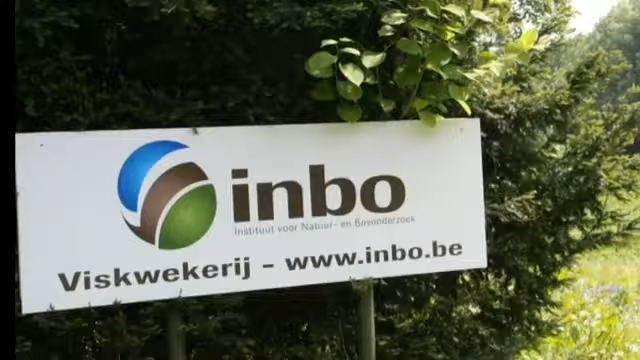 inbo
Instituut voor Natuur- en Bosonderzoek
Viskwekerij - www.inbo.be